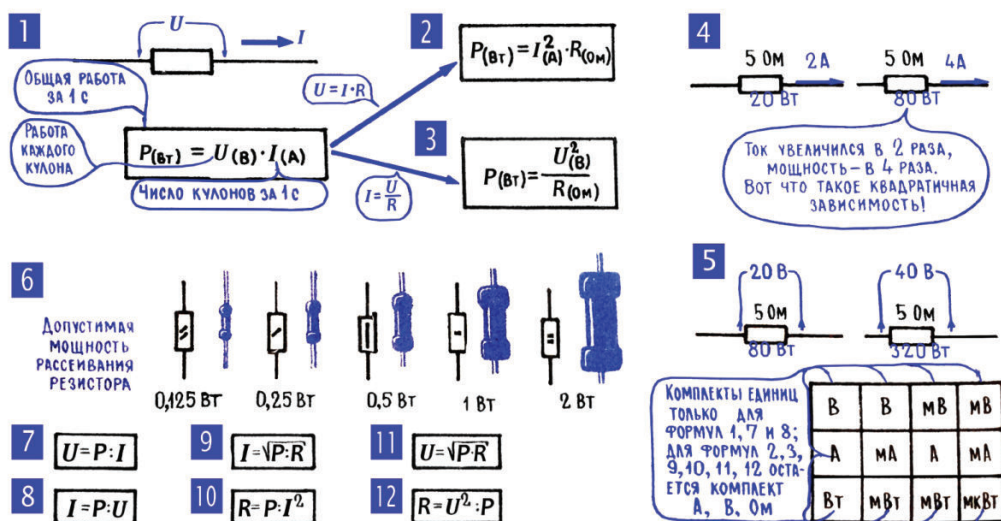 1
U
I
Общая работа
за 1 с
Работа
каждого
кулона
P(Вт) = U(В) · I(А)
Число кулонов за 1 с
U=I·R
I=U/R
2
P(Вт)=I²(А)·R(Ом)
3
P(Вт)=U²(В)/R(Ом)
4
5 Ом
2А
20 Вт
5 Ом
4А
80 Вт
Ток увеличился в 2 раза,
мощность– в 4 раза.
Вот что такое квадратичная
зависимость!
5
20 В
5 Ом
80 Вт
40 В
5 Ом
320 Вт
6
Допустимая
мощность
рассеивания
резистора
0,125 Вт
0,25 Вт
0,5 Вт
1 Вт
2 Вт
7
U=P:I
8
I=P:U
9
I=√P:R
10
R=P:I²
11
U=√P·R
12
R=U²:P
Комплекты единиц
только для
формул 1, 7 и 8;
для формул 2,3,
9,10,11,12 оста-
ется комплект
А, В, Ом
В В мВ мВ
А мА А мА
Вт мВт мВт мкВт